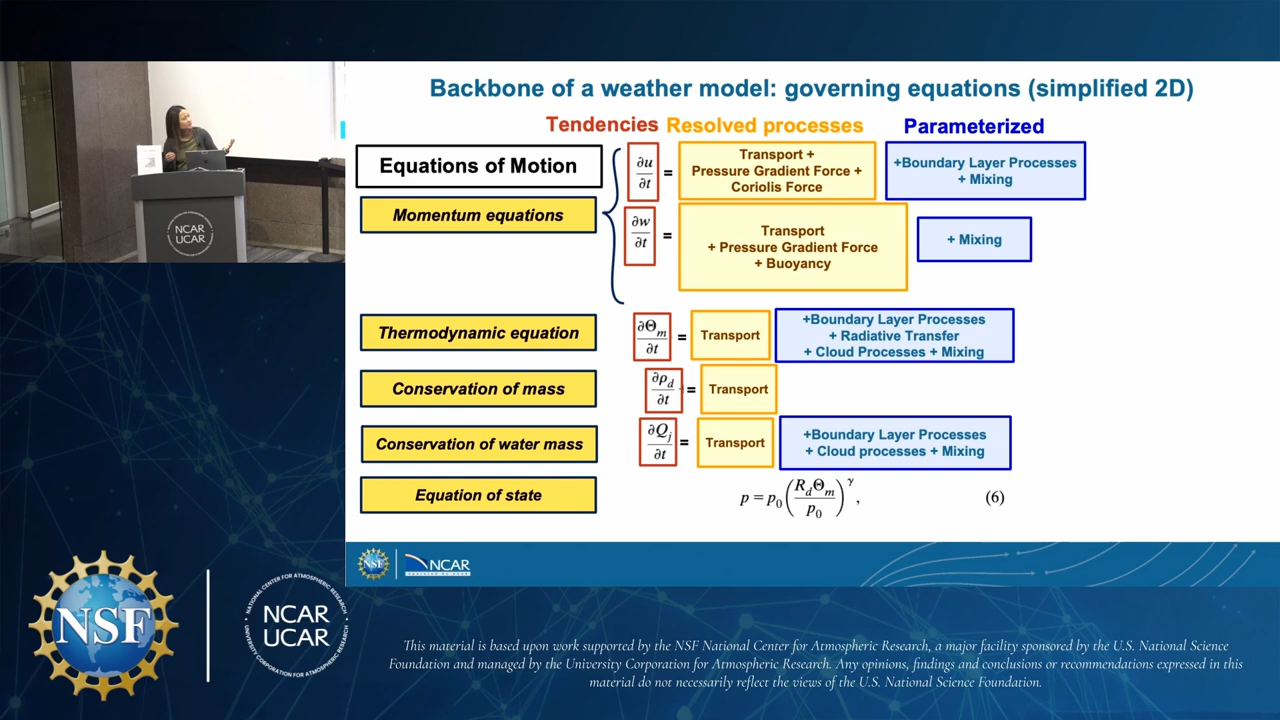 Backbone of a weather model: governing equations (simplified 2D)
Tendencies Resolved processes Parameterized
Equations of Motion
Momentum equations
∂u/∂t =
Transport +
Pressure Gradient Force +
Coriolis Force
+Boundary Layer Processes
+ Mixing
∂w/∂t =
Transport
+ Pressure Gradient Force
+ Buoyancy
+ Mixing
Thermodynamic equation
∂Θm/∂t =
Transport
+Boundary Layer Processes
+ Radiative Transfer
+ Cloud Processes + Mixing
Conservation of mass
∂ρd/∂t =
Transport
Conservation of water mass
∂Qj/∂t =
Transport
+Boundary Layer Processes
+ Cloud processes + Mixing
Equation of state
p = p0(RdΘm/p0)^γ, (6)
NCAR
UCAR
NSF
NCAR
NSF
NATIONAL CENTER FOR ATMOSPHERIC RESEARCH
NCAR
UCAR
UNIVERSITY CORPORATION FOR ATMOSPHERIC RESEARCH
This material is based upon work supported by the NSF National Center for Atmospheric Research, a major facility sponsored by the U.S. National Science
Foundation and managed by the University Corporation for Atmospheric Research. Any opinions, findings and conclusions or recommendations expressed in this
material do not necessarily reflect the views of the U.S. National Science Foundation.